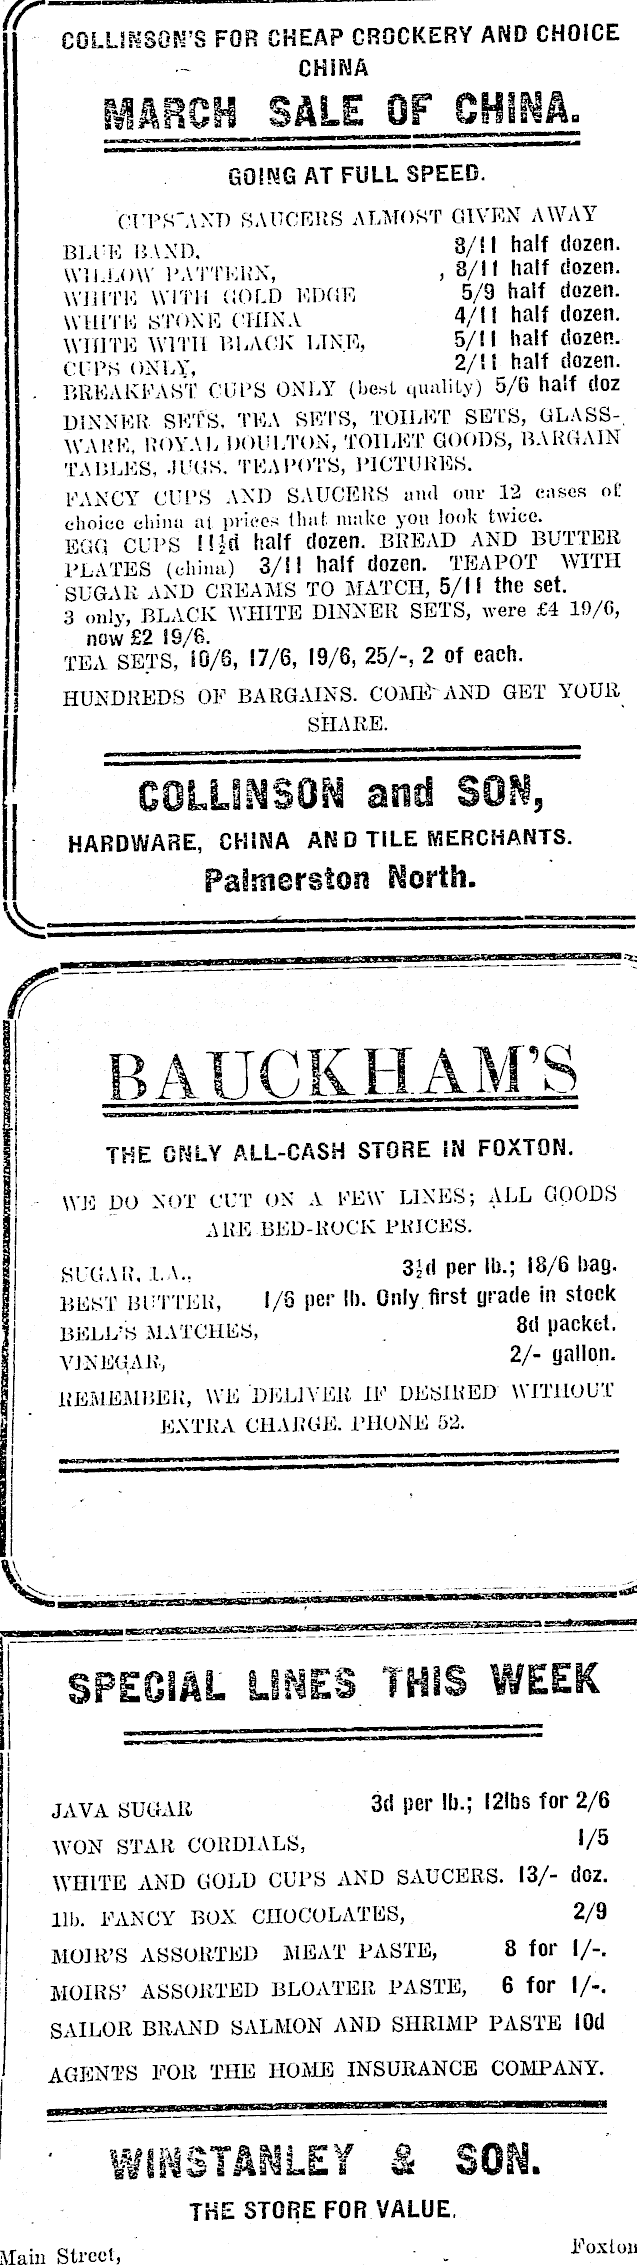 COLLINSON'S FOR CHEAP CROCKERY AND CHOICE
CHINA
MARCH SALE OF CHINA.
GOING AT FULL SPEED.
CUPS AND SAUCERS ALMOST GIVEN AWAY
BLUE BAND, 8/11 half dozen.
WILLOW PATTERN, 8/11 half dozen.
WHITE WITH GOLD EDGE 5/9 half dozen.
WHITE STONE CHINA 4/11 half dozen.
WHITE WITH BLACK LINE, 5/11 half dozen.
CUPS ONLY, 2/11 half dozen.
BREAKFAST CUPS ONLY (best quality) 5/6 half doz
DINNER SETS, TEA SETS, TOILET SETS, GLASS-
WARE, ROYAL DOULTON, TOILET GOODS, BARGAIN
TABLES, JUGS, TEAPOTS, PICTURES.
FANCY CUPS AND SAUCERS and our 12 cases of
choice china at prices that make you look twice.
EGG CUPS 11½d half dozen. BREAD AND BUTTER
PLATES (china) 3/11 half dozen. TEAPOT WITH
SUGAR AND CREAMS TO MATCH, 5/11 the set.
3 only, BLACK WHITE DINNER SETS, were £4 19/6,
now £2 19/6.
TEA SETS, 10/6, 17/6, 19/6, 25/-, 2 of each.
HUNDREDS OF BARGAINS. COME AND GET YOUR
SHARE.
COLLINSON and SON,
HARDWARE, CHINA AND TILE MERCHANTS.
Palmerston North.
BAUCKHAM'S
THE ONLY ALL-CASH STORE IN FOXTON.
WE DO NOT CUT ON A FEW LINES; ALL GOODS
ARE BED-ROCK PRICES.
SUGAR, 1.A., 3½d per lb.; 18/6 bag.
BEST BUTTER, 1/6 per lb. Only first grade in stock
BELL'S MATCHES, 8d packet.
VINEGAR, 2/- gallon.
REMEMBER, WE DELIVER IF DESIRED WITHOUT
EXTRA CHARGE. PHONE 52.
SPECIAL LINES THIS WEEK
JAVA SUGAR 3d per lb.; 12lbs for 2/6
WON STAR CORDIALS, 1/5
WHITE AND GOLD CUPS AND SAUCERS. 13/- doz.
1lb. FANCY BOX CHOCOLATES, 2/9
MOIR'S ASSORTED MEAT PASTE, 8 for 1/-.
MOIRS' ASSORTED BLOATER PASTE, 6 for 1/-.
SAILOR BRAND SALMON AND SHRIMP PASTE 10d
AGENTS FOR THE HOME INSURANCE COMPANY.
WINSTANLEY & SON.
THE STORE FOR VALUE.
Main Street, Foxton